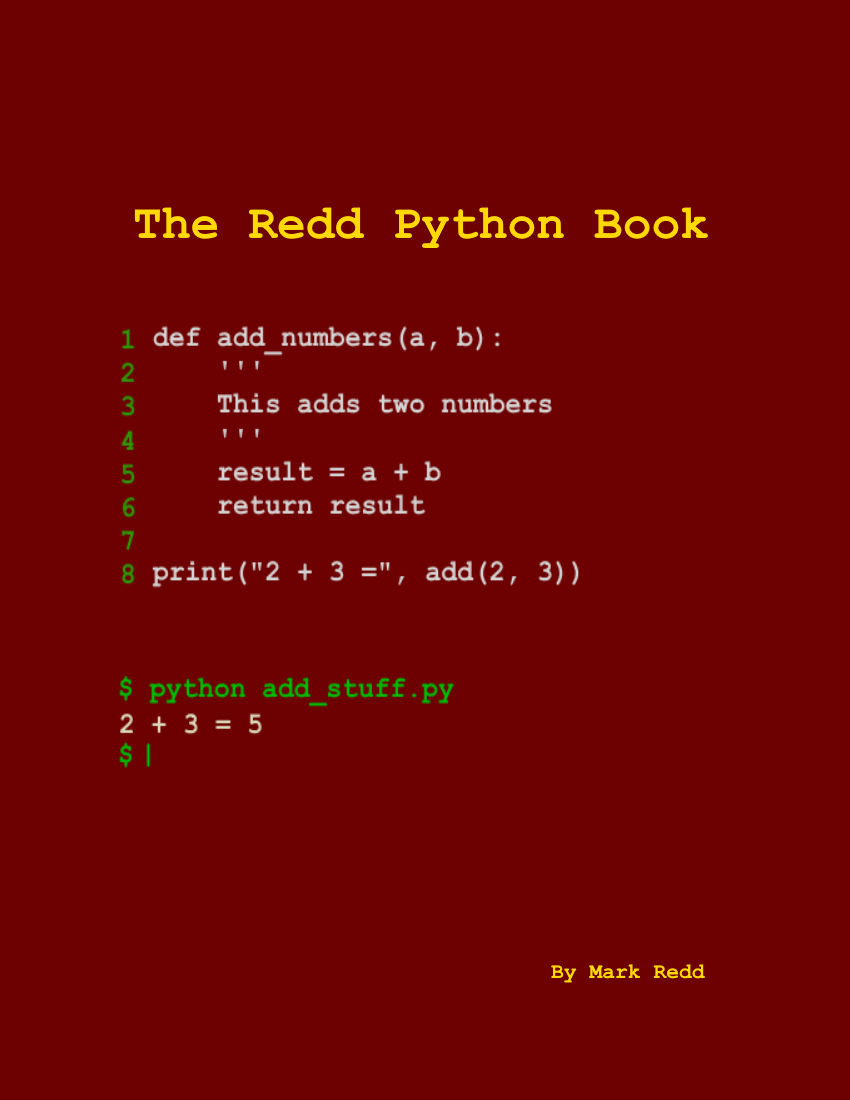 The Redd Python Book
1 def add_numbers(a, b):
2     '''
3     This adds two numbers
4     '''
5     result = a + b
6     return result
7
8 print("2 + 3 =", add(2, 3))
$ python add_stuff.py
2 + 3 = 5
$ |
By Mark Redd